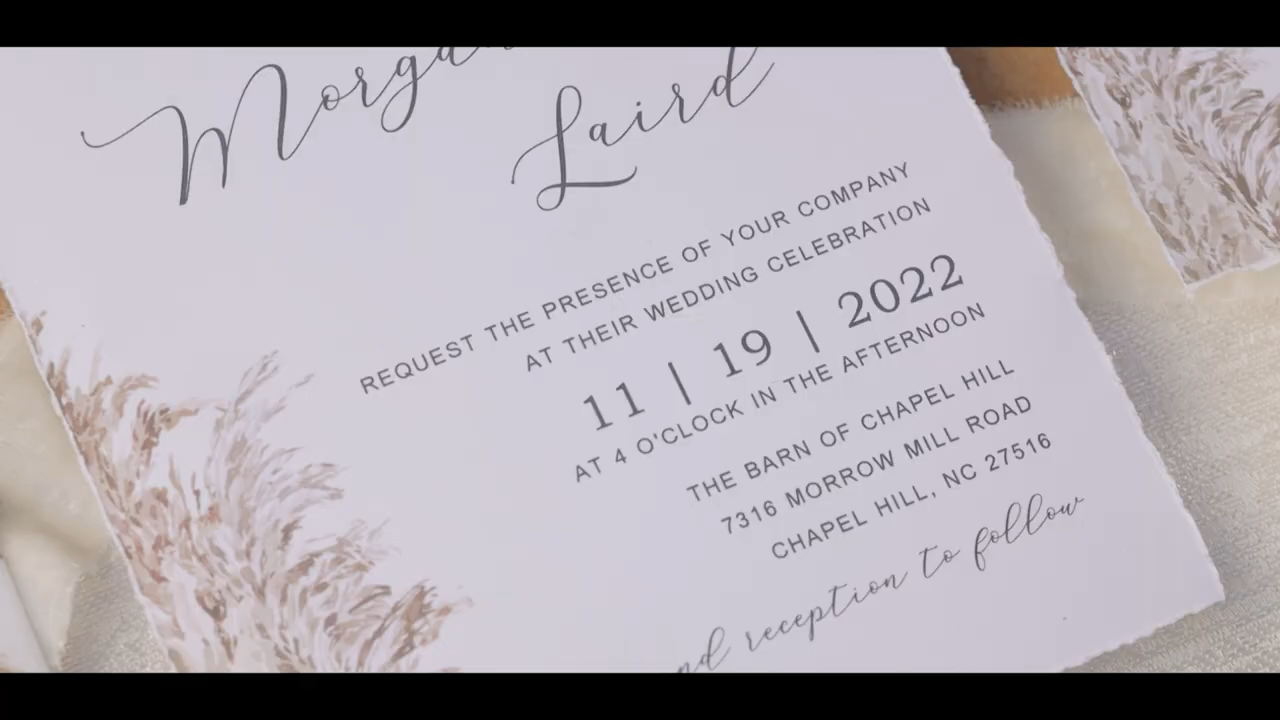 Laird
REQUEST THE PRESENCE OF YOUR COMPANY
AT THEIR WEDDING CELEBRATION
11 | 19 | 2022
AT 4 O'CLOCK IN THE AFTERNOON
THE BARN OF CHAPEL HILL
7316 MORROW MILL ROAD
CHAPEL HILL, NC 27516
reception to follow